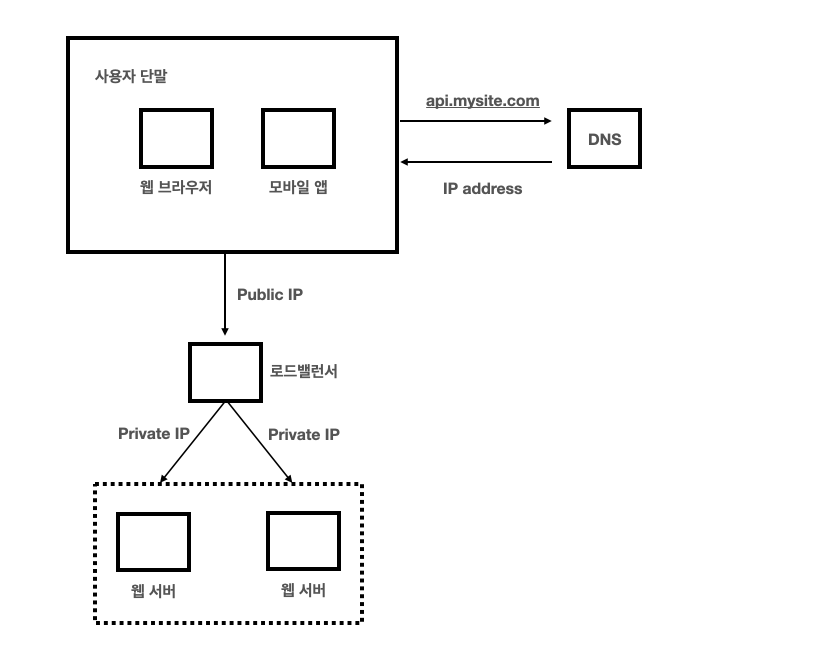 사용자 단말
웹 브라우저
모바일 앱
api.mysite.com
DNS
IP address
Public IP
로드밸런서
Private IP
Private IP
웹 서버
웹 서버